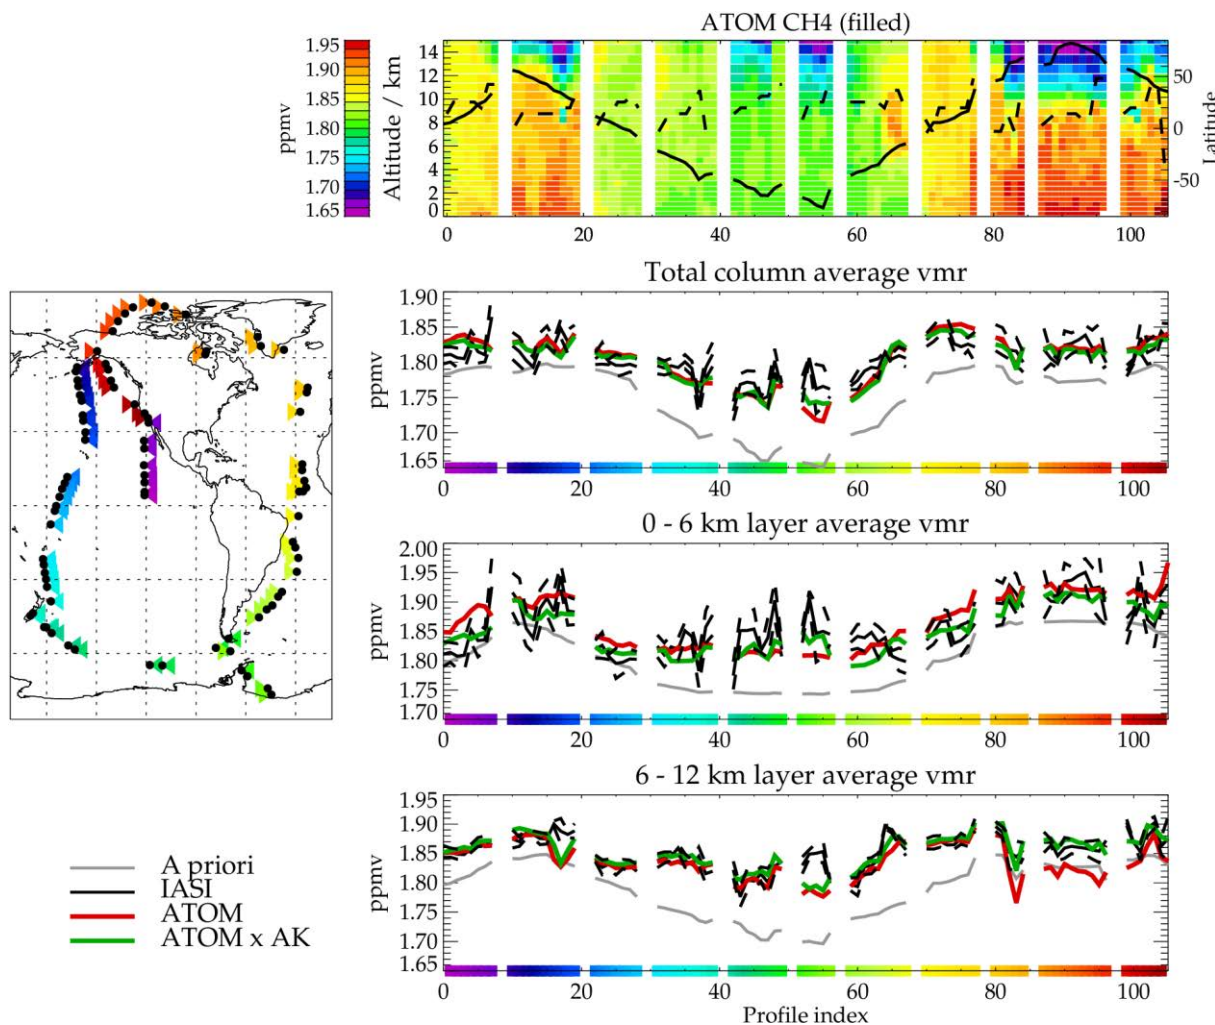 ATOM CH4 (filled)
ppmv
1.95
1.90
1.85
1.80
1.75
1.70
1.65
Altitude / km
14
12
10
8
6
4
2
0
50
0
-50
Latitude
0 20 40 60 80 100
Total column average vmr
ppmv
1.90
1.85
1.80
1.75
1.70
1.65
0 20 40 60 80 100
0 - 6 km layer average vmr
ppmv
2.00
1.95
1.90
1.85
1.80
1.75
1.70
0 20 40 60 80 100
6 - 12 km layer average vmr
ppmv
1.95
1.90
1.85
1.80
1.75
1.70
1.65
0 20 40 60 80 100
Profile index
A priori
IASI
ATOM
ATOM x AK